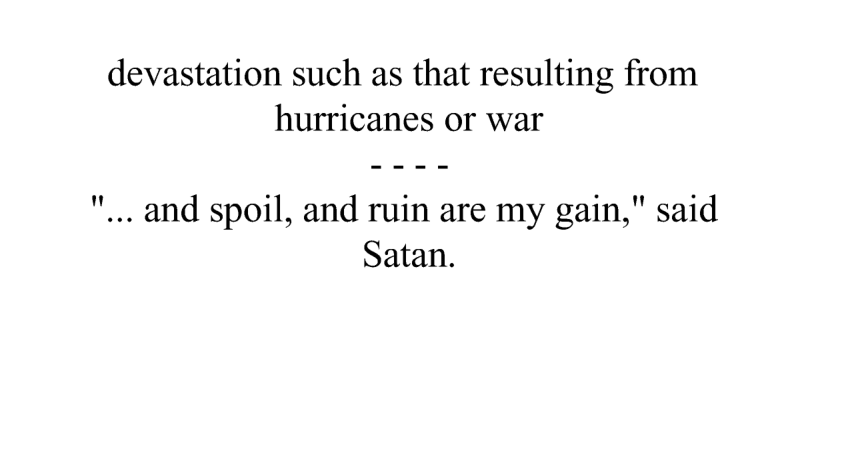 devastation such as that resulting from
hurricanes or war
- - - -
"... and spoil, and ruin are my gain," said
Satan.